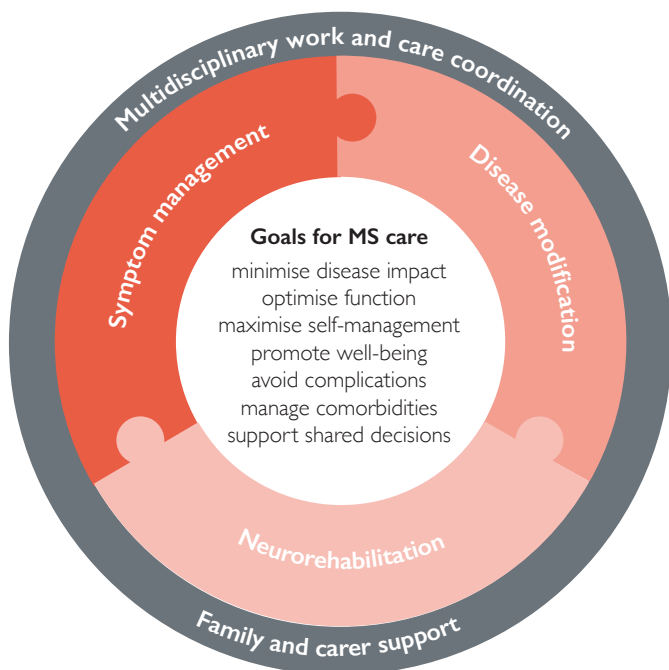 Multidisciplinary work and care coordination
Symptom management
Disease modification
Goals for MS care
minimise disease impact
optimise function
maximise self-management
promote well-being
avoid complications
manage comorbidities
support shared decisions
Neurorehabilitation
Family and carer support